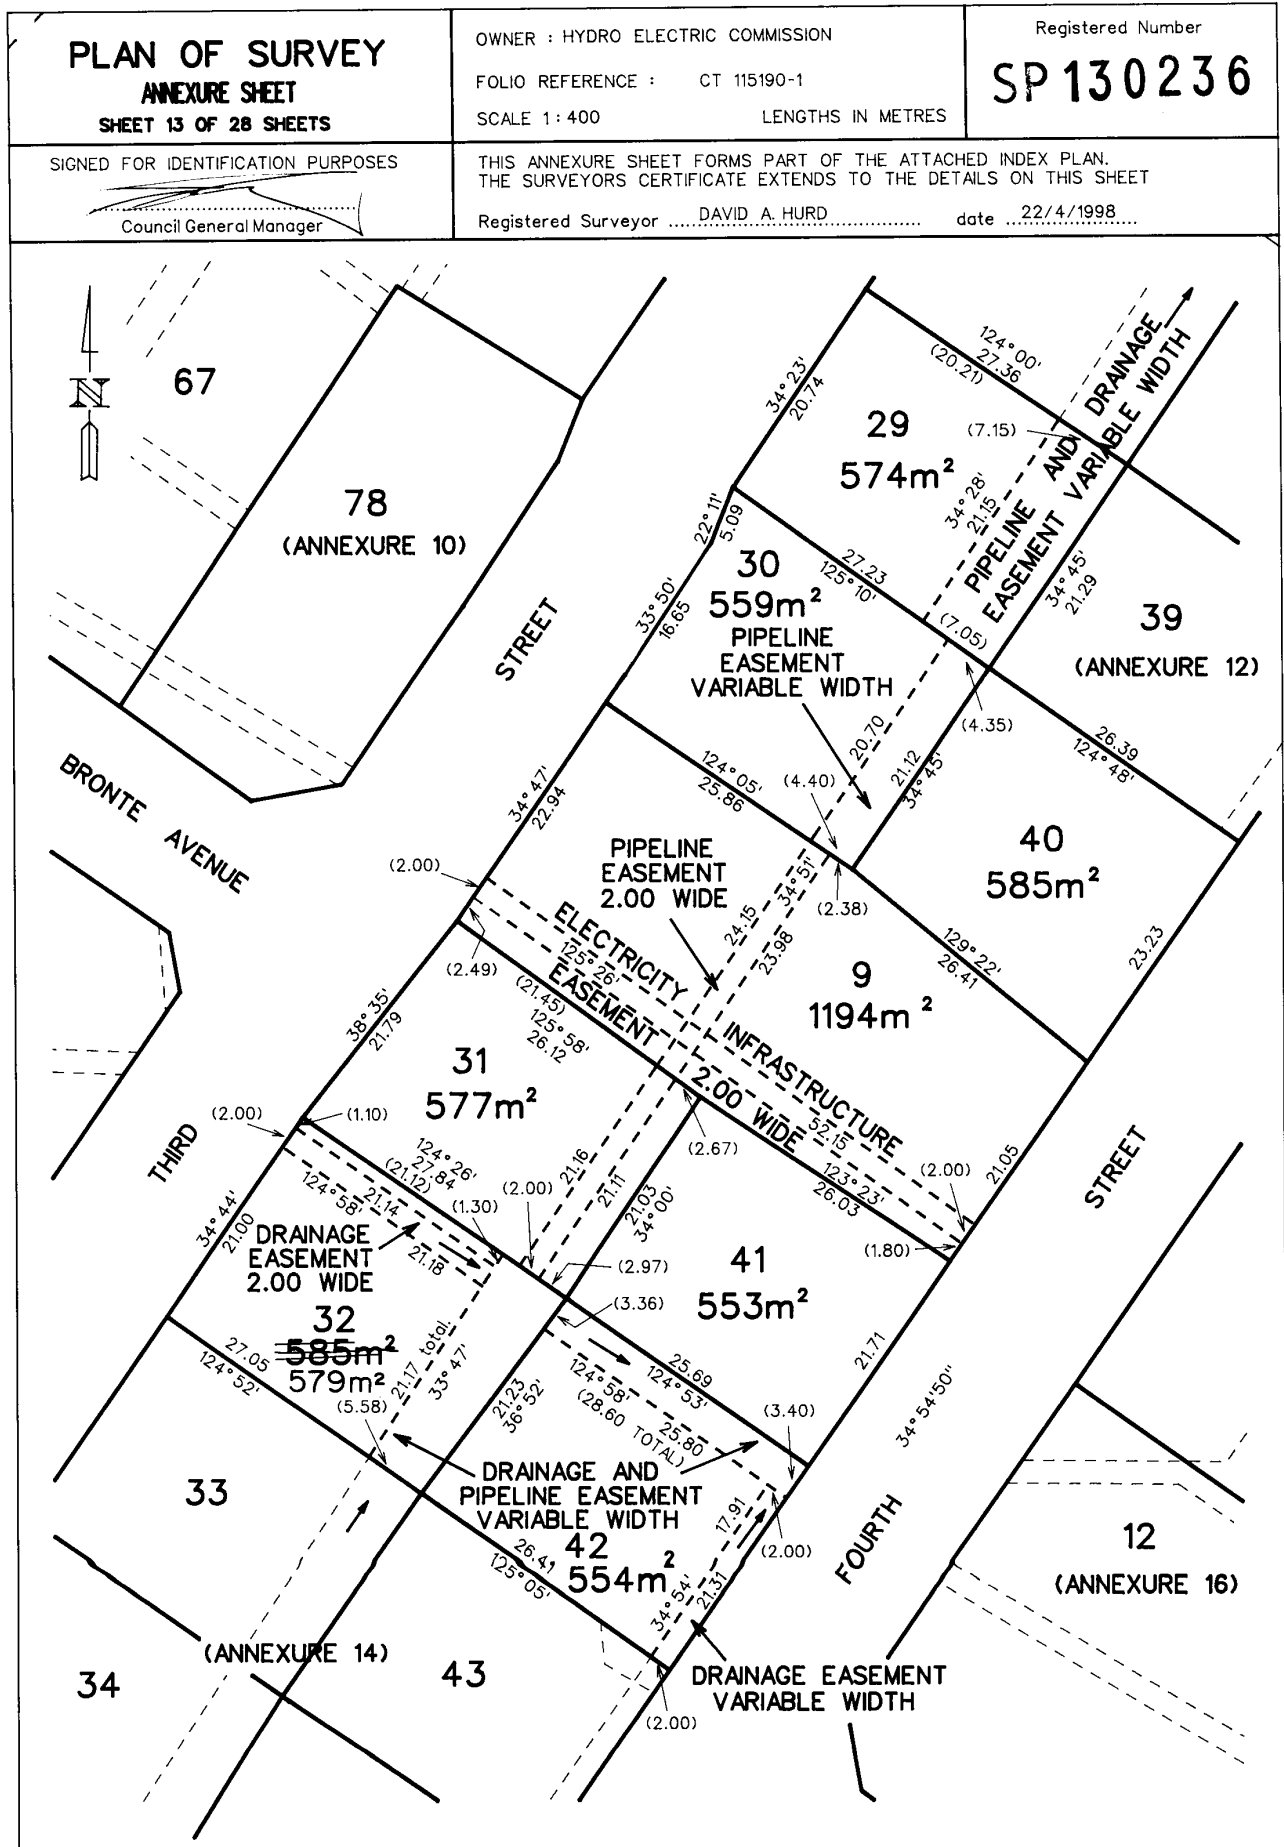 PLAN OF SURVEY
ANNEXURE SHEET
SHEET 13 OF 28 SHEETS
OWNER : HYDRO ELECTRIC COMMISSION
FOLIO REFERENCE : CT 115190-1
SCALE 1 : 400 LENGTHS IN METRES
Registered Number
SP 130236
SIGNED FOR IDENTIFICATION PURPOSES
Council General Manager
THIS ANNEXURE SHEET FORMS PART OF THE ATTACHED INDEX PLAN.
THE SURVEYORS CERTIFICATE EXTENDS TO THE DETAILS ON THIS SHEET
Registered Surveyor DAVID A. HURD date 22/4/1998
N
67
78
(ANNEXURE 10)
34° 23'
20.74
124° 00'
27.36
(20.21)
29
574m²
(7.15)
PIPELINE AND DRAINAGE
EASEMENT VARIABLE WIDTH
34° 28'
21.15
22° 11'
5.09
27.23
125° 10'
(7.05)
34° 45'
21.29
30
559m²
33° 50'
16.65
PIPELINE
EASEMENT
VARIABLE WIDTH
39
(ANNEXURE 12)
STREET
(4.35)
20.70
21.12
34° 45'
26.39
124° 48'
124° 05'
25.86
(4.40)
34° 47'
22.94
BRONTE AVENUE
40
585m²
PIPELINE
EASEMENT
2.00 WIDE
(2.00)
34° 51'
(2.38)
24.15
23.98
129° 22'
26.41
23.23
ELECTRICITY INFRASTRUCTURE
125° 26'
EASEMENT 2.00 WIDE
(2.49)
(21.45)
125° 58'
26.12
9
1194m²
38° 35'
21.79
31
577m²
52.15
(2.00)
(1.10)
(2.67)
123° 23'
26.03
(2.00)
21.05
STREET
THIRD
124° 26'
27.84
(21.12)
21.14
124° 58'
21.18
(1.30)
(2.00)
21.16
21.11
21.03
34° 00'
(1.80)
34° 44'
21.00
DRAINAGE
EASEMENT
2.00 WIDE
(2.97)
(3.36)
41
553m²
32
585m²
579m²
27.05
124° 52'
21.17 total.
33° 47'
(5.58)
21.23
36° 52'
25.69
124° 53'
124° 58'
25.80
(28.60 TOTAL)
21.71
(3.40)
34° 54'50"
33
DRAINAGE AND
PIPELINE EASEMENT
VARIABLE WIDTH
17.91
(2.00)
FOURTH
42
554m²
26.41
125° 05'
34° 54'
21.31
12
(ANNEXURE 16)
(ANNEXURE 14)
34
43
DRAINAGE EASEMENT
VARIABLE WIDTH
(2.00)